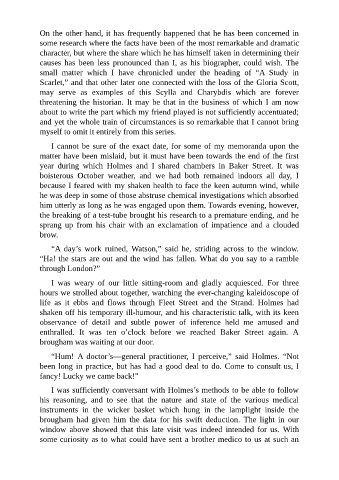 On the other hand, it has frequently happened that he has been concerned in
some research where the facts have been of the most remarkable and dramatic
character, but where the share which he has himself taken in determining their
causes has been less pronounced than I, as his biographer, could wish. The
small matter which I have chronicled under the heading of “A Study in
Scarlet,” and that other later one connected with the loss of the Gloria Scott,
may serve as examples of this Scylla and Charybdis which are forever
threatening the historian. It may be that in the business of which I am now
about to write the part which my friend played is not sufficiently accentuated;
and yet the whole train of circumstances is so remarkable that I cannot bring
myself to omit it entirely from this series.
I cannot be sure of the exact date, for some of my memoranda upon the
matter have been mislaid, but it must have been towards the end of the first
year during which Holmes and I shared chambers in Baker Street. It was
boisterous October weather, and we had both remained indoors all day, I
because I feared with my shaken health to face the keen autumn wind, while
he was deep in some of those abstruse chemical investigations which absorbed
him utterly as long as he was engaged upon them. Towards evening, however,
the breaking of a test-tube brought his research to a premature ending, and he
sprang up from his chair with an exclamation of impatience and a clouded
brow.
“A day’s work ruined, Watson,” said he, striding across to the window.
“Ha! the stars are out and the wind has fallen. What do you say to a ramble
through London?”
I was weary of our little sitting-room and gladly acquiesced. For three
hours we strolled about together, watching the ever-changing kaleidoscope of
life as it ebbs and flows through Fleet Street and the Strand. Holmes had
shaken off his temporary ill-humour, and his characteristic talk, with its keen
observance of detail and subtle power of inference held me amused and
enthralled. It was ten o’clock before we reached Baker Street again. A
brougham was waiting at our door.
“Hum! A doctor’s—general practitioner, I perceive,” said Holmes. “Not
been long in practice, but has had a good deal to do. Come to consult us, I
fancy! Lucky we came back!”
I was sufficiently conversant with Holmes’s methods to be able to follow
his reasoning, and to see that the nature and state of the various medical
instruments in the wicker basket which hung in the lamplight inside the
brougham had given him the data for his swift deduction. The light in our
window above showed that this late visit was indeed intended for us. With
some curiosity as to what could have sent a brother medico to us at such an